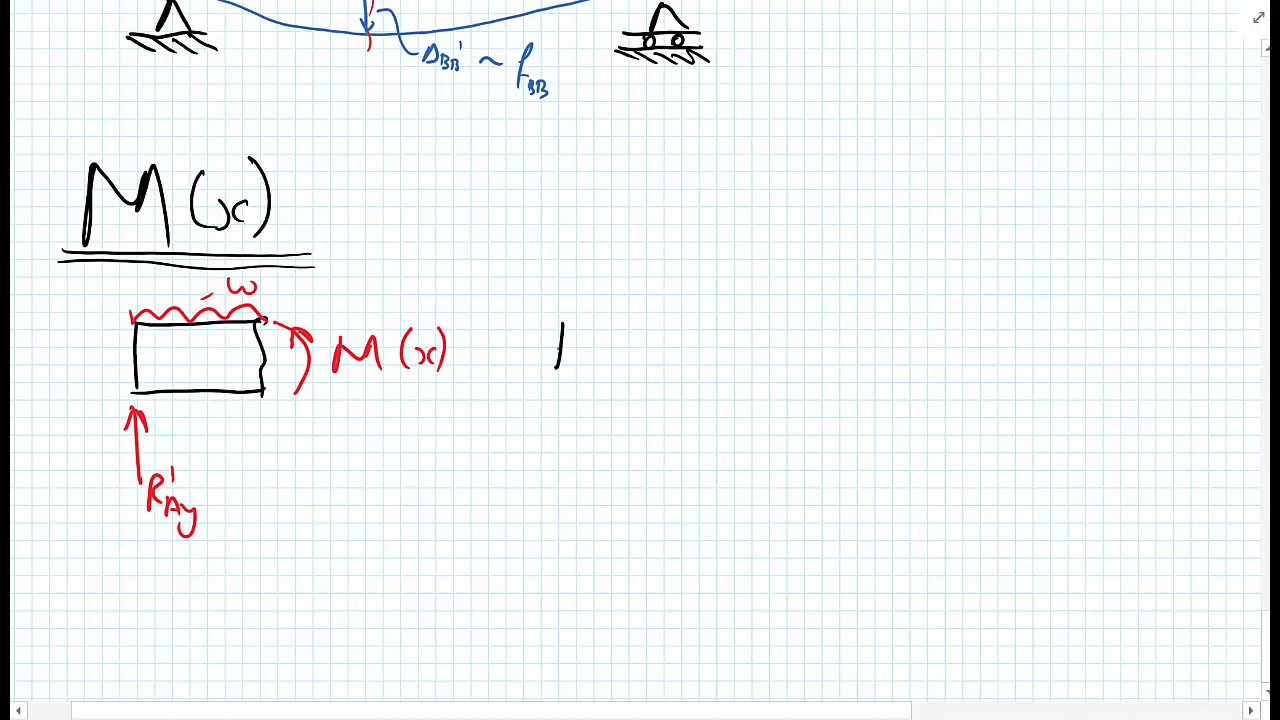 Δ_BB' ~ f_BB
M(x)
w
M(x)
R'_Ay